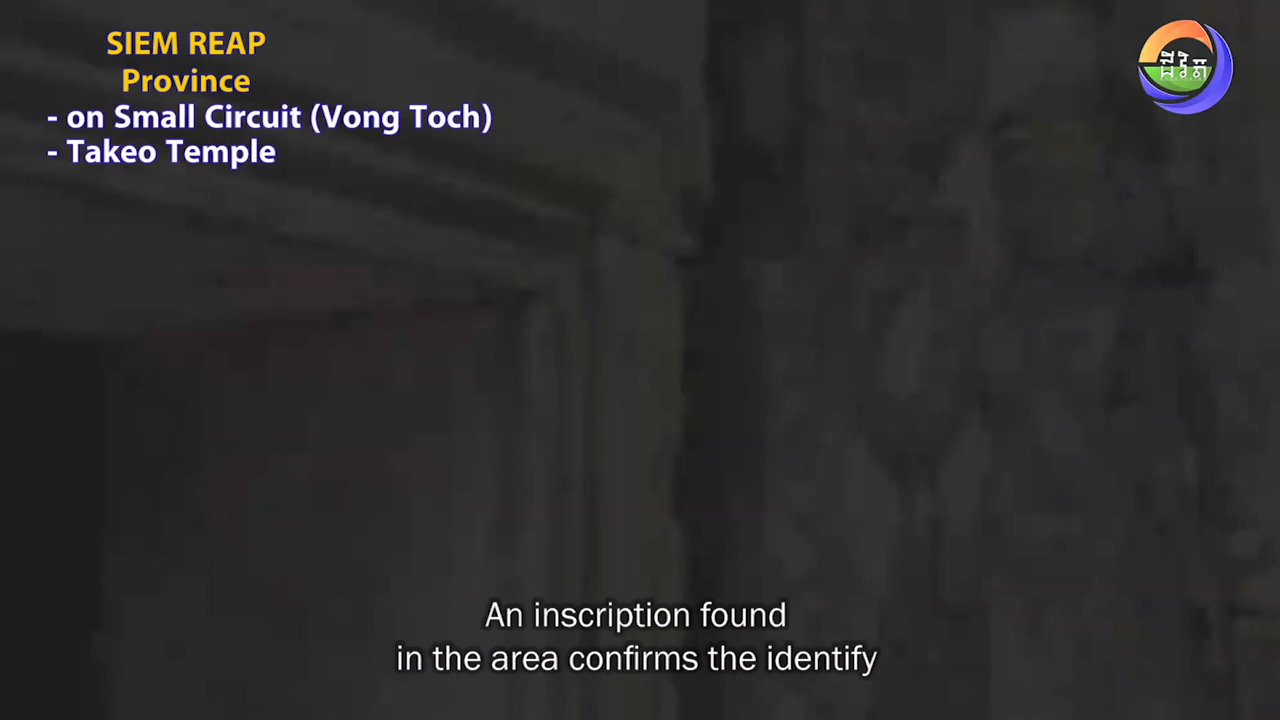 SIEM REAP
Province
- on Small Circuit (Vong Toch)
- Takeo Temple
An inscription found
in the area confirms the identify